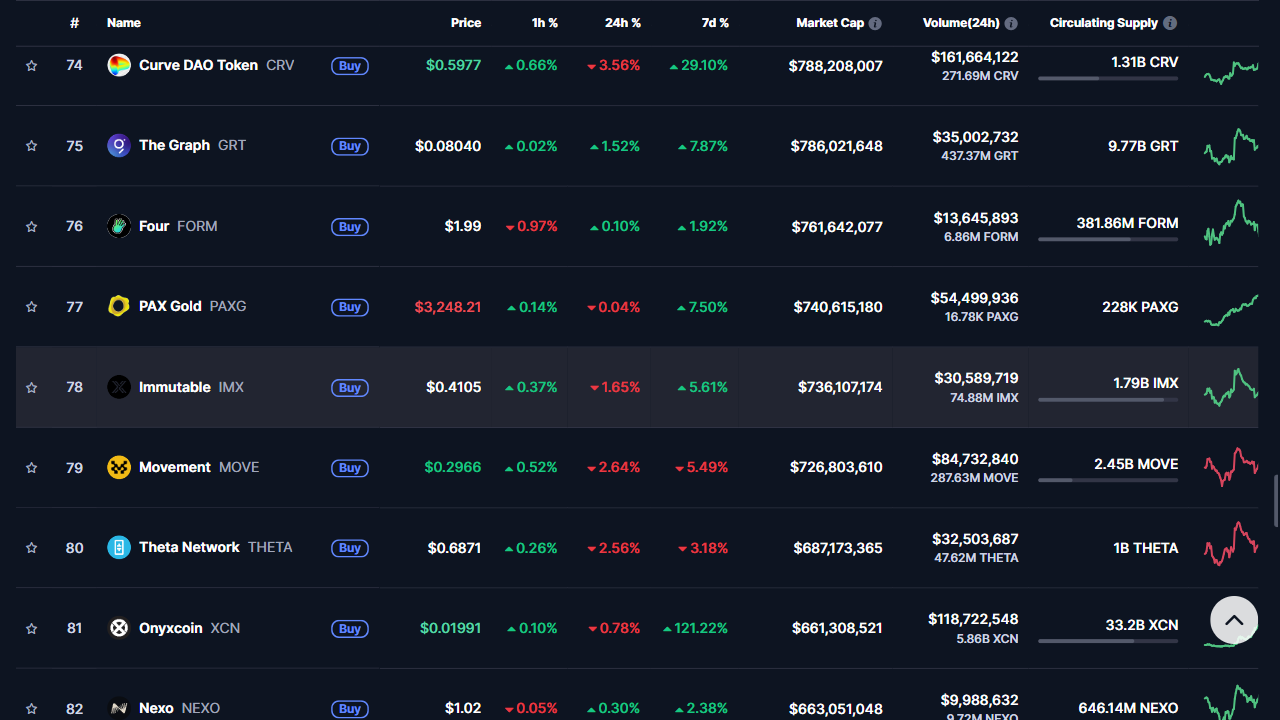 # Name Price 1h % 24h % 7d % Market Cap Volume(24h) Circulating Supply
74 Curve DAO Token CRV Buy $0.5977 0.66% 3.56% 29.10% $788,208,007 $161,664,122 1.31B CRV
271.69M CRV
75 The Graph GRT Buy $0.08040 0.02% 1.52% 7.87% $786,021,648 $35,002,732 9.77B GRT
437.37M GRT
76 Four FORM Buy $1.99 0.97% 0.10% 1.92% $761,642,077 $13,645,893 381.86M FORM
6.86M FORM
77 PAX Gold PAXG Buy $3,248.21 0.14% 0.04% 7.50% $740,615,180 $54,499,936 228K PAXG
16.78K PAXG
78 Immutable IMX Buy $0.4105 0.37% 1.65% 5.61% $736,107,174 $30,589,719 1.79B IMX
74.88M IMX
79 Movement MOVE Buy $0.2966 0.52% 2.64% 5.49% $726,803,610 $84,732,840 2.45B MOVE
287.63M MOVE
80 Theta Network THETA Buy $0.6871 0.26% 2.56% 3.18% $687,173,365 $32,503,687 1B THETA
47.62M THETA
81 Onyxcoin XCN Buy $0.01991 0.10% 0.78% 121.22% $661,308,521 $118,722,548 33.2B XCN
5.86B XCN
82 Nexo NEXO Buy $1.02 0.05% 0.30% 2.38% $663,051,048 $9,988,632 646.14M NEXO
9.72M NEXO